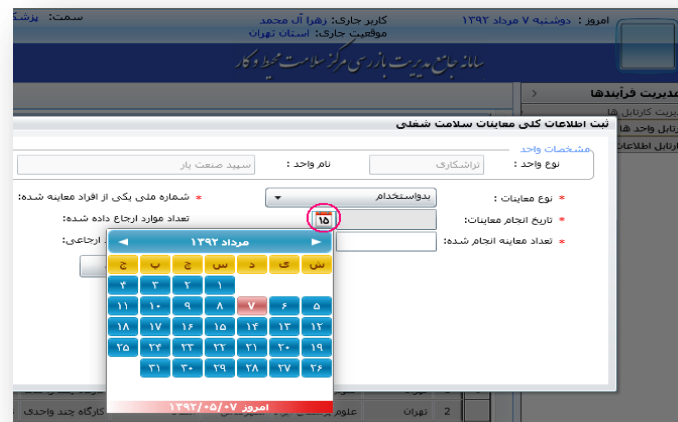 امروز : دوشنبه ۷ مرداد ۱۳۹۲
کاربر جاری: زهرا آل محمد
سمت: پزشک
موقعیت جاری: استان تهران
سامانه جامع مدیریت بازرسی مرکز سلامت محیط و کار
مدیریت فرآیندها
ثبت اطلاعات کلی معاینات سلامت شغلی
مشخصات واحد
نوع واحد : تراشکاری نام واحد : سپید صنعت یار
* نوع معاینات : بدواستخدام * شماره ملی یکی از افراد معاینه شده:
* تاریخ انجام معاینات: ۱۵ تعداد موارد ارجاع داده شده:
* تعداد معاینه انجام شده: ارجاعی:
مرداد ۱۳۹۲
ش ی د س چ پ ج
۱ ۲ ۳ ۴
۵ ۶ ۷ ۸ ۹ ۱۰ ۱۱
۱۲ ۱۳ ۱۴ ۱۵ ۱۶ ۱۷ ۱۸
۱۹ ۲۰ ۲۱ ۲۲ ۲۳ ۲۴ ۲۵
۲۶ ۲۷ ۲۸ ۲۹ ۳۰ ۳۱
امروز ۱۳۹۲/۰۵/۰۷
2 تهران علوم کارگاه چند واحدی